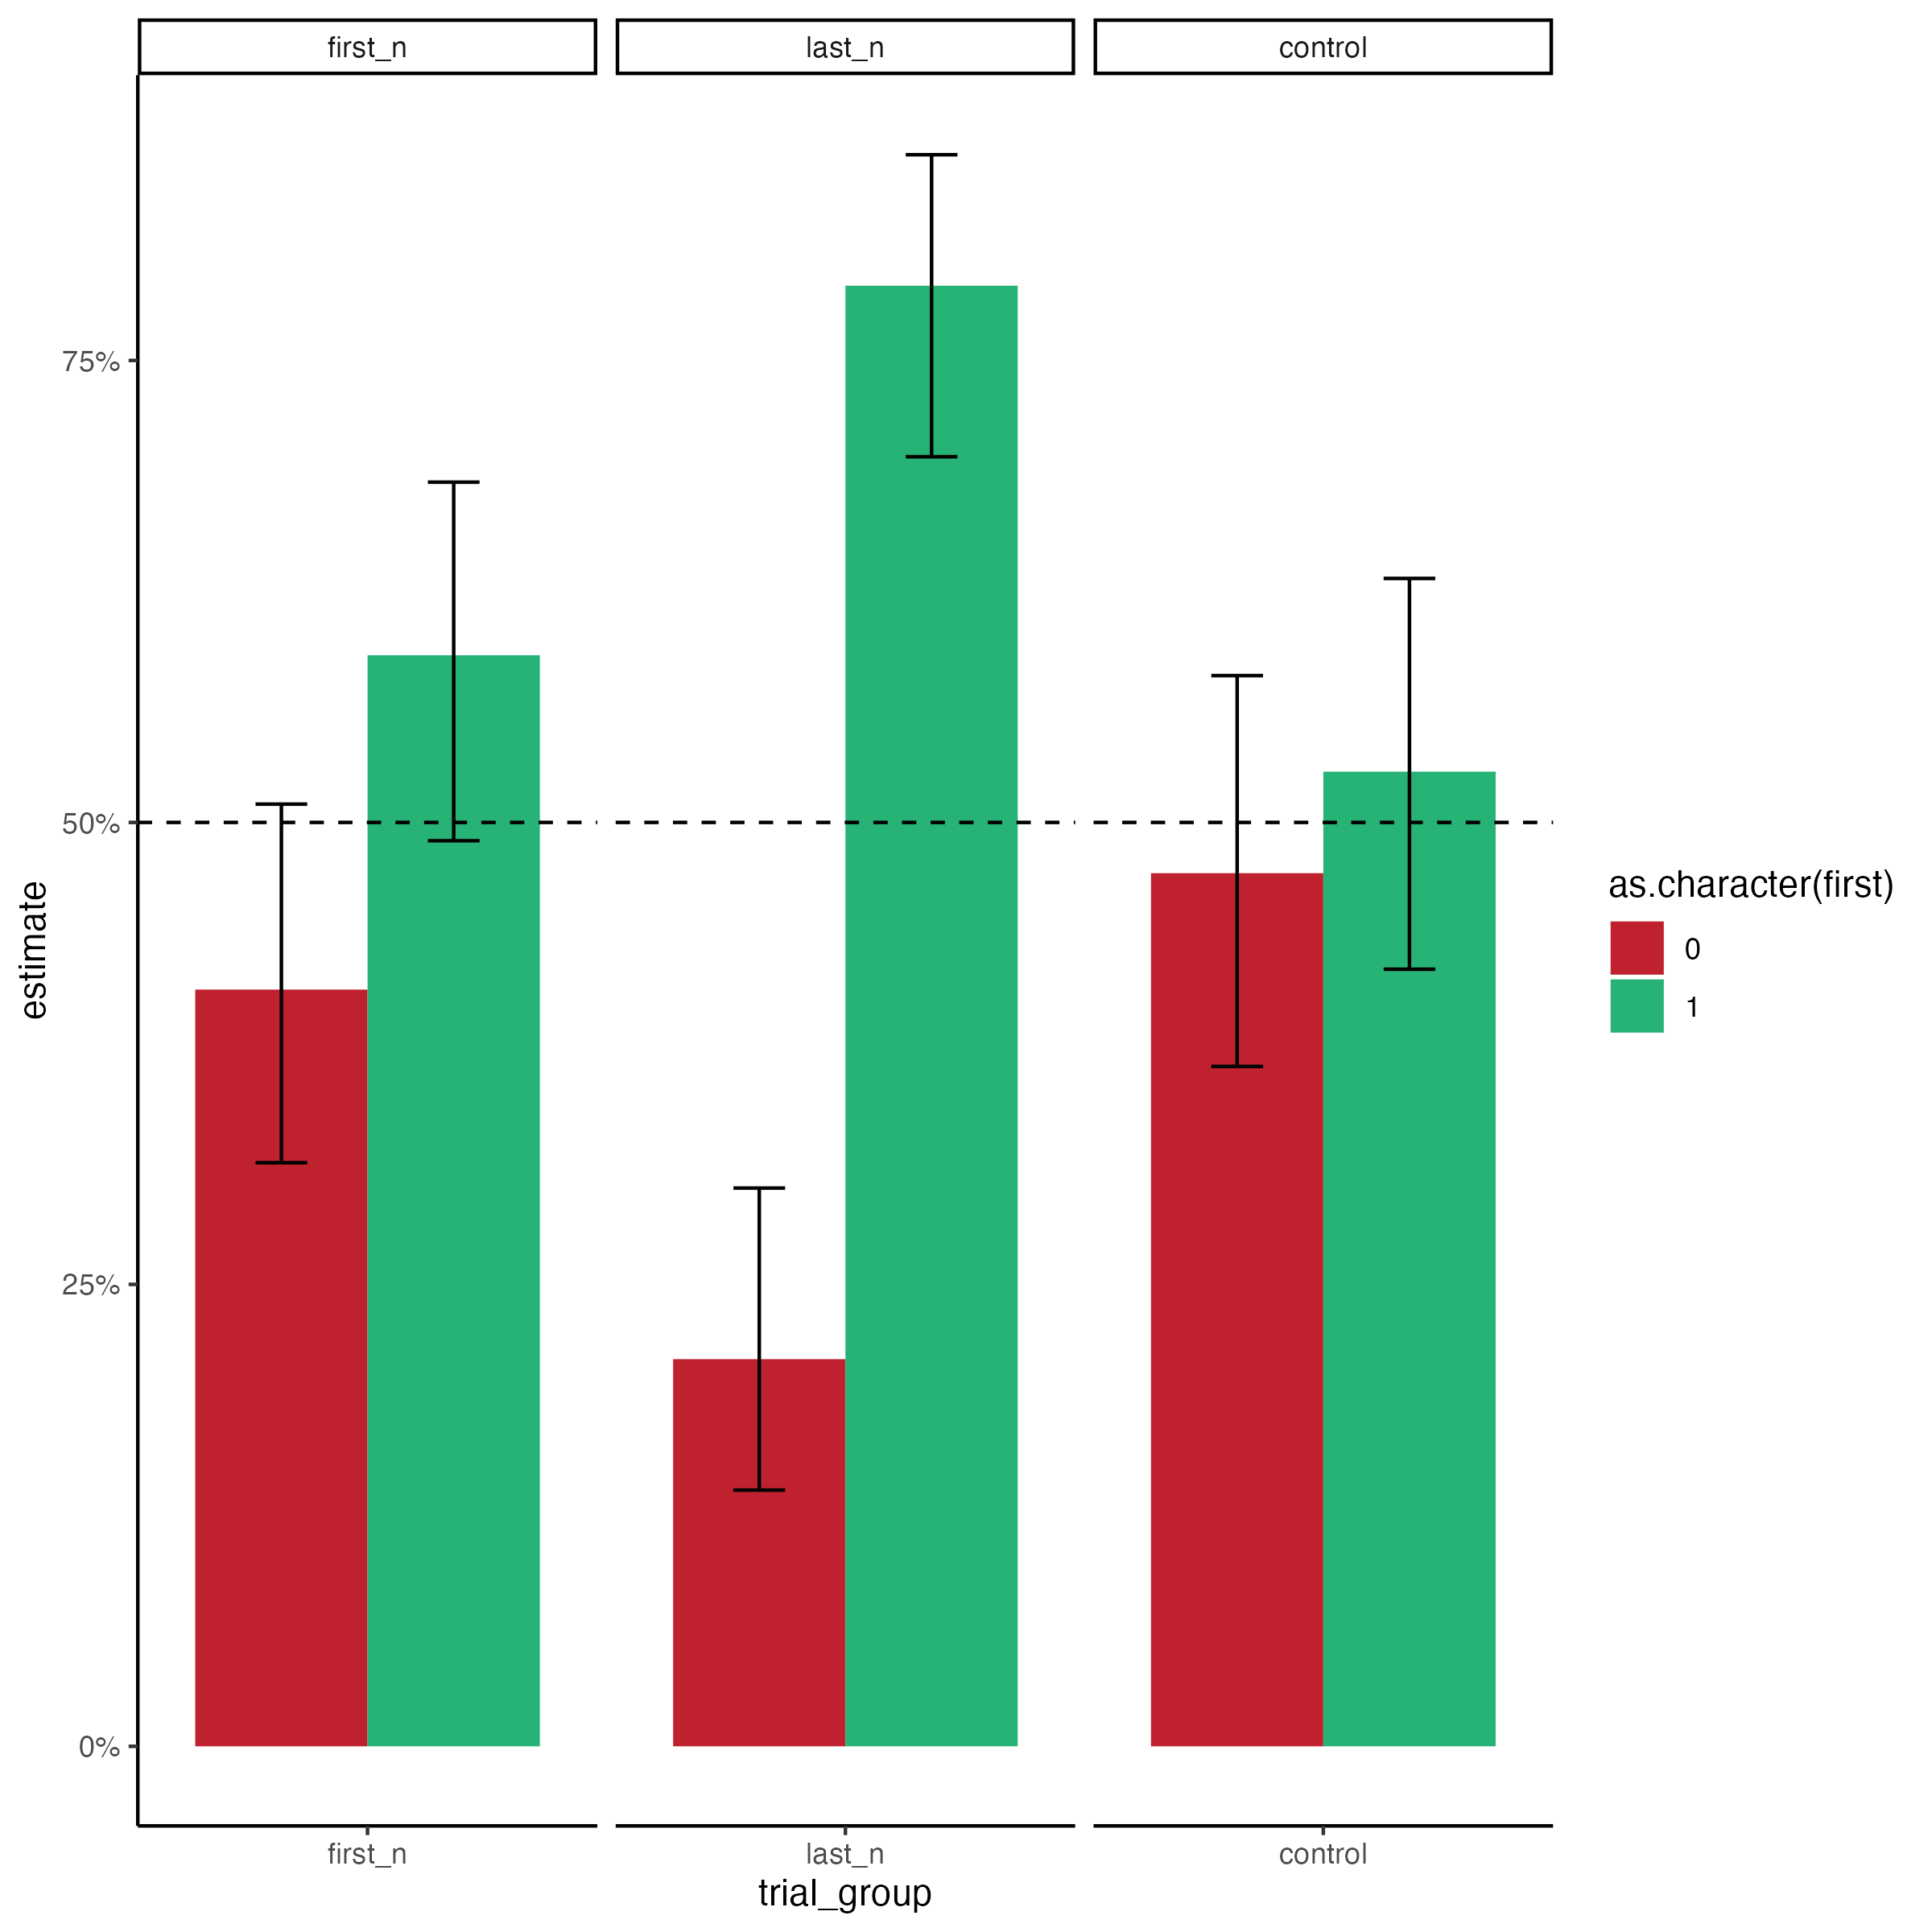 first_n
last_n
control
75%
50%
25%
0%
estimate
first_n
last_n
control
trial_group
as.character(first)
0
1